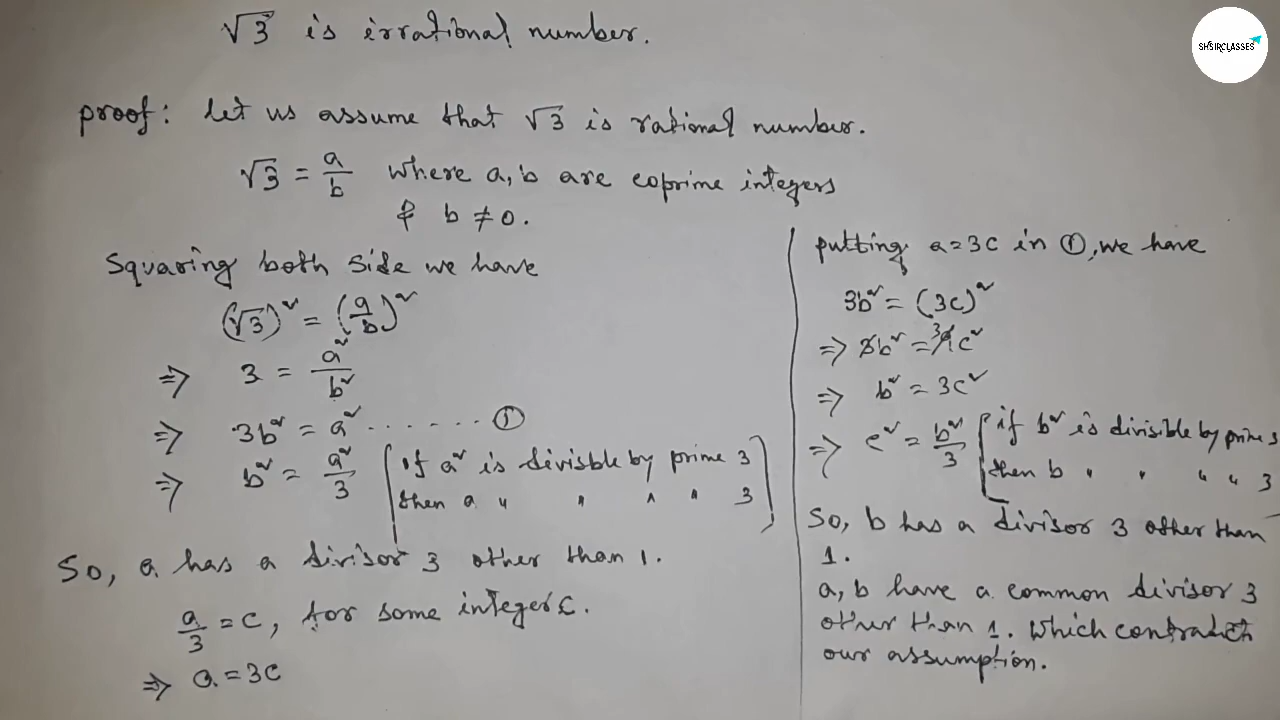 √3 is irrational number.
SHSIRCLASSES
proof: let us assume that √3 is rational number.
√3 = a/b where a, b are coprime integers
& b ≠ 0.
Squaring both side we have
(√3)² = (a/b)²
⇒ 3 = a²/b²
⇒ 3b² = a² ....... ①
⇒ b² = a²/3 [If a² is divisible by prime 3
then a " " " " 3]
So, a has a divisor 3 other than 1.
a/3 = c, for some integer c.
⇒ a = 3c
putting a = 3c in ①, we have
3b² = (3c)²
⇒ 3b² = 9 3 c²
⇒ b² = 3c²
⇒ c² = b²/3 [if b² is divisible by prime 3
then b " " " " 3
So, b has a divisor 3 other than
1.
a, b have a common divisor 3
other than 1. Which contradict
our assumption.